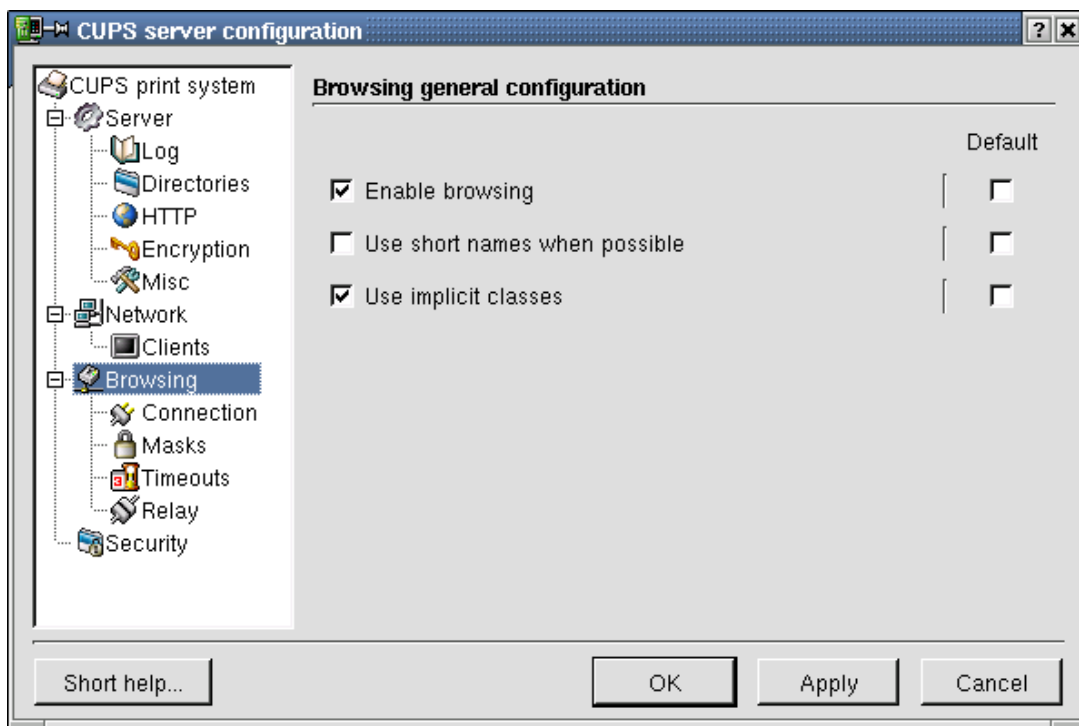 CUPS server configuration
CUPS print system
Server
Log
Directories
HTTP
Encryption
Misc
Network
Clients
Browsing
Connection
Masks
Timeouts
Relay
Security
Browsing general configuration
Default
Enable browsing
Use short names when possible
Use implicit classes
Short help...
OK
Apply
Cancel